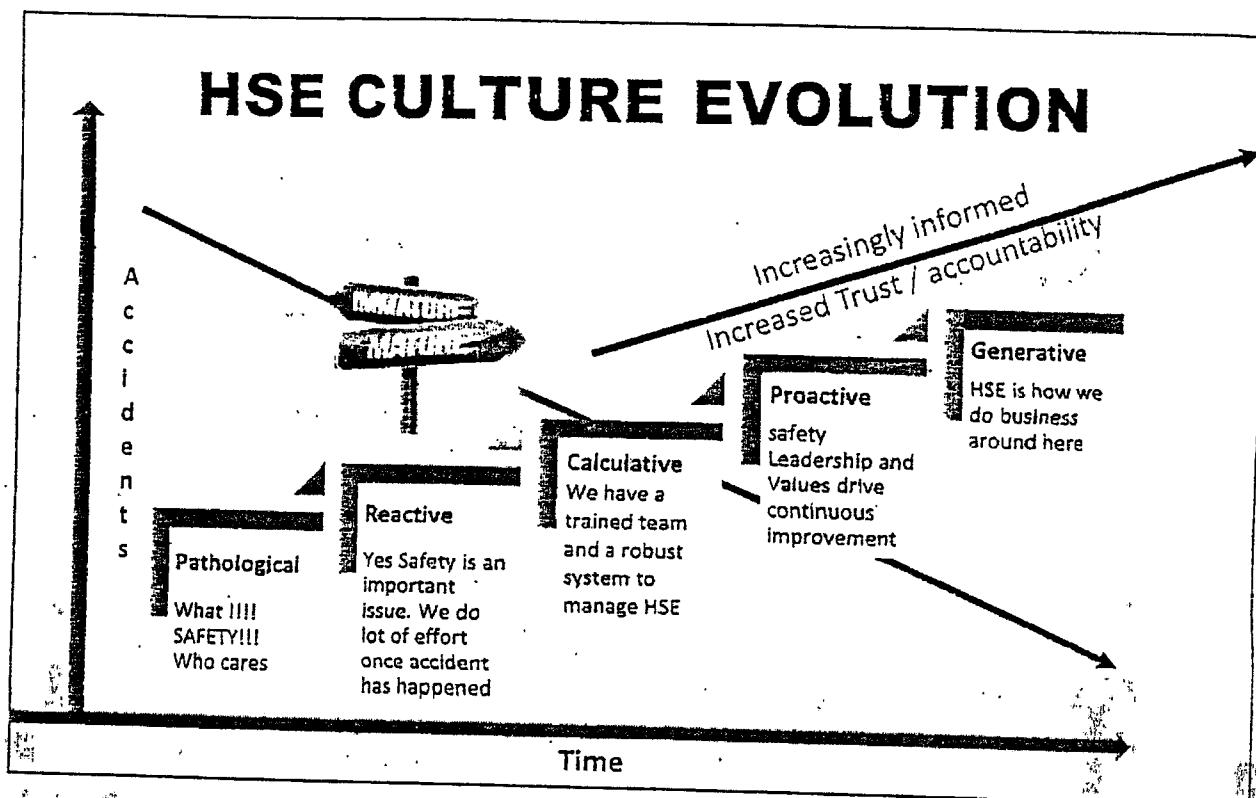 HSE CULTURE EVOLUTION
Accidents
IMMATURE
MATURE
Increasingly informed
Increased Trust / accountability
Pathological
What !!!!
SAFETY!!!
Who cares
Reactive
Yes Safety is an
important
issue. We do
lot of effort
once accident
has happened
Calculative
We have a
trained team
and a robust
system to
manage HSE
Proactive
safety
Leadership and
Values drive
continuous
improvement
Generative
HSE is how we
do business
around here
Time